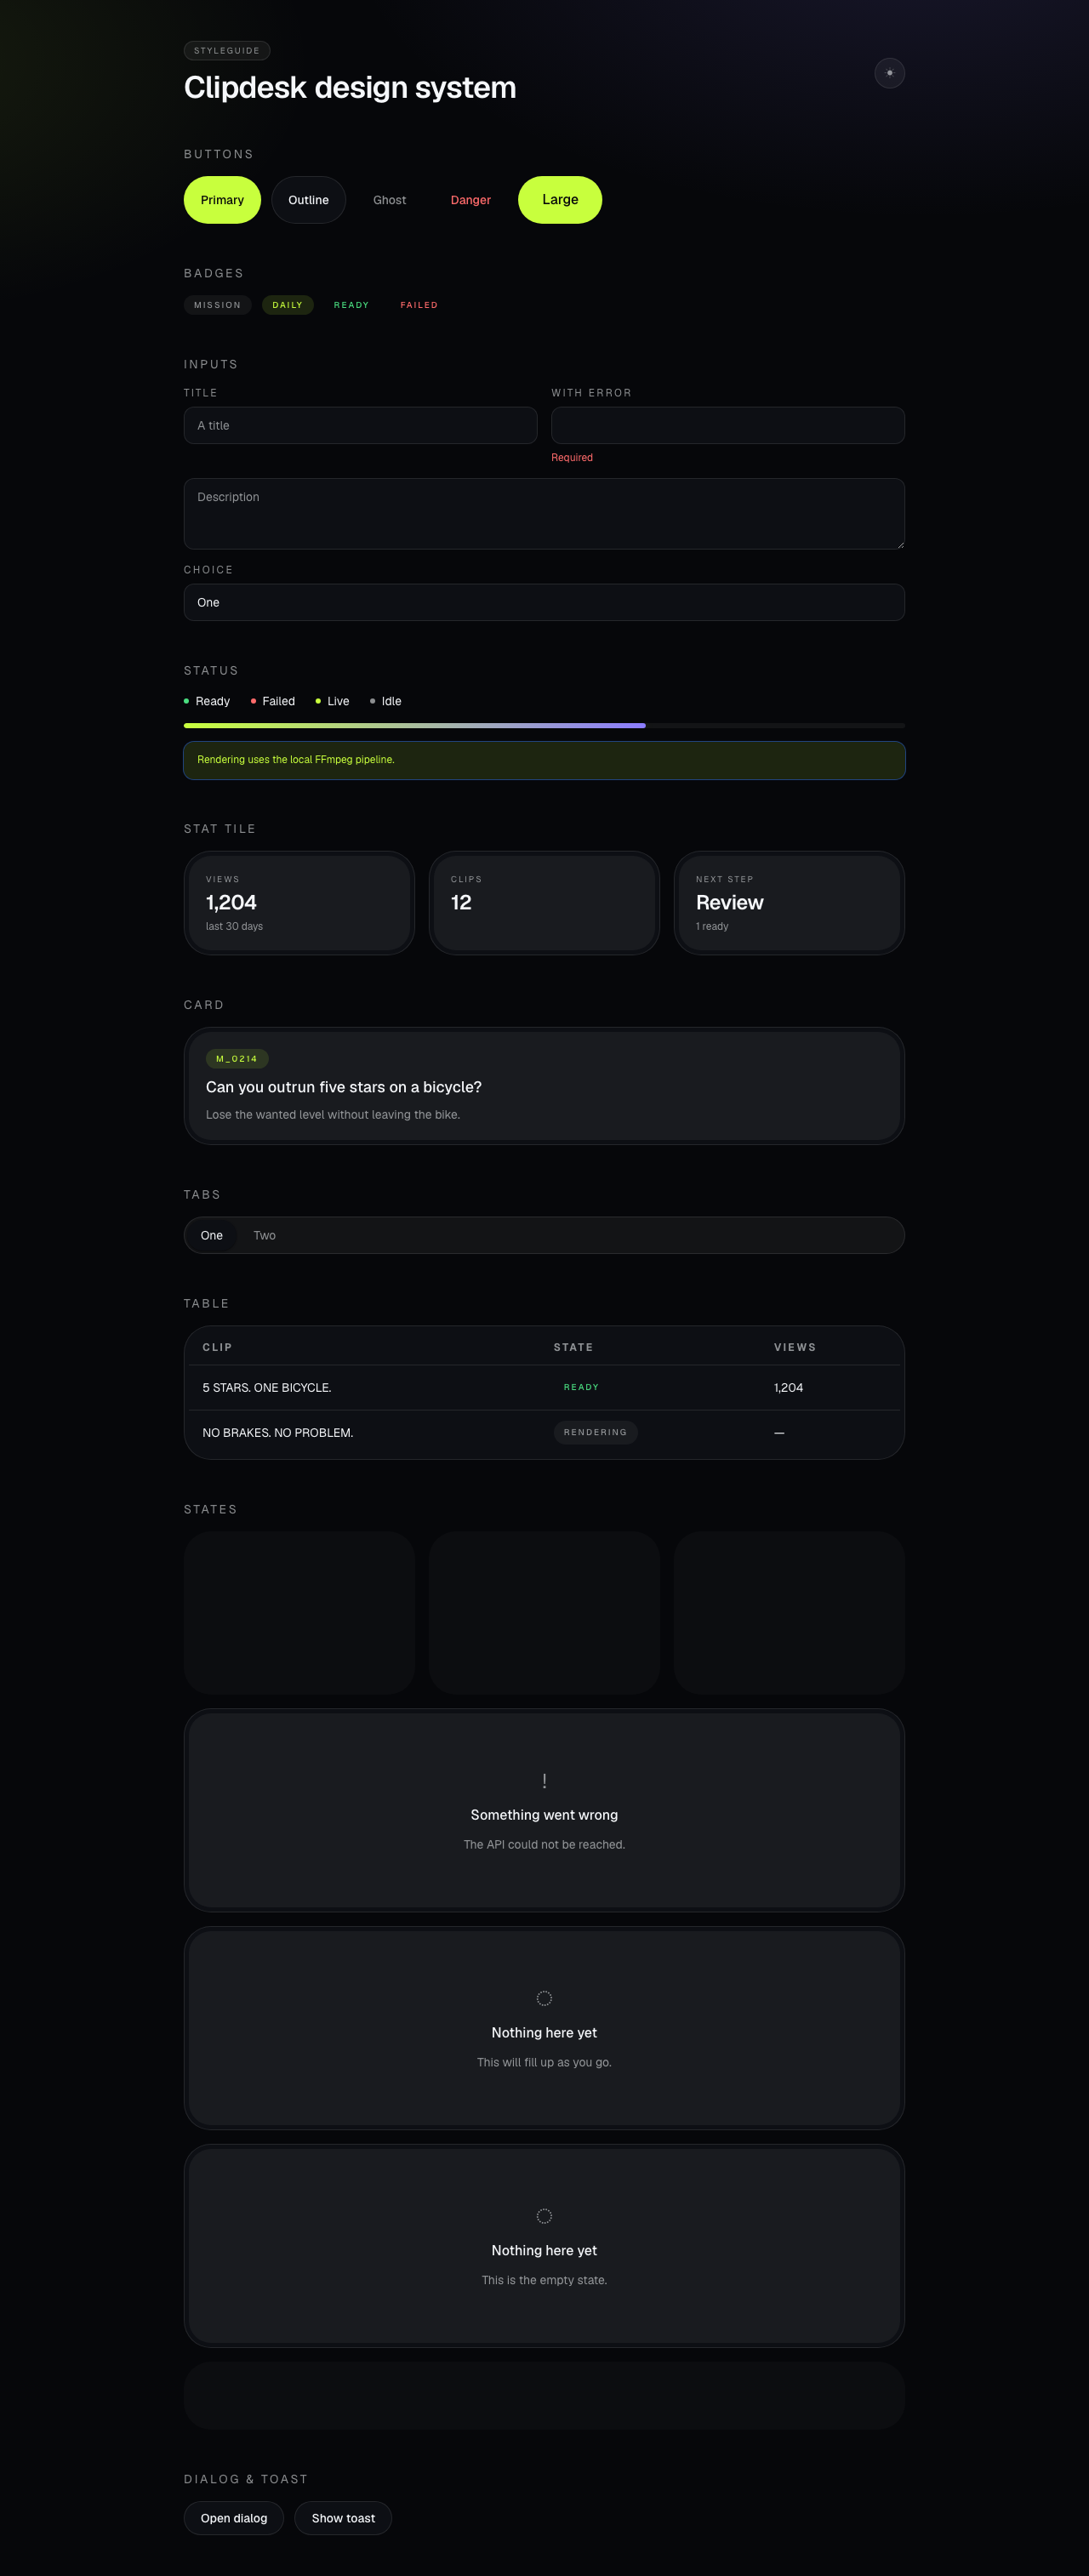 STYLEGUIDE
Clipdesk design system
BUTTONS
Primary Outline Ghost Danger Large
BADGES
MISSION DAILY READY FAILED
INPUTS
TITLE WITH ERROR
A title
Required
Description
CHOICE
One
STATUS
Ready Failed Live Idle
Rendering uses the local FFmpeg pipeline.
STAT TILE
VIEWS
1,204
last 30 days
CLIPS
12
NEXT STEP
Review
1 ready
CARD
M_0214
Can you outrun five stars on a bicycle?
Lose the wanted level without leaving the bike.
TABS
One Two
TABLE
CLIP STATE VIEWS
5 STARS. ONE BICYCLE. READY 1,204
NO BRAKES. NO PROBLEM. RENDERING —
STATES
!
Something went wrong
The API could not be reached.
Nothing here yet
This will fill up as you go.
Nothing here yet
This is the empty state.
DIALOG & TOAST
Open dialog Show toast